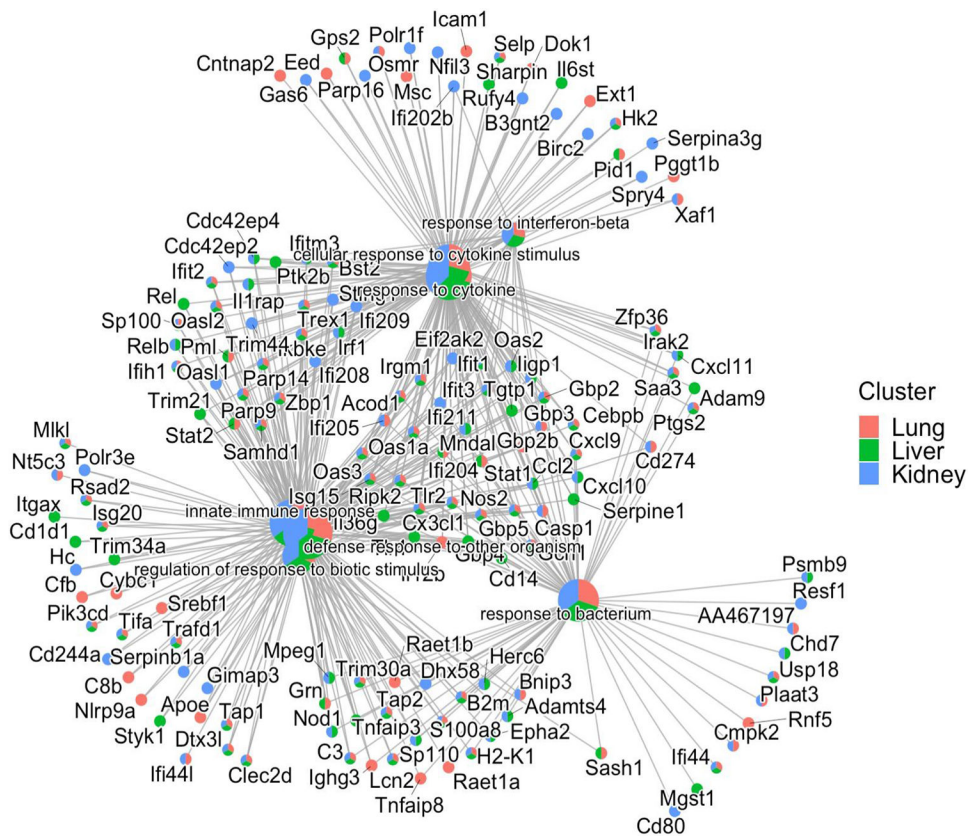 Icam1
Gps2
Polr1f
Selp
Dok1
Cntnap2
Eed
Osmr
Nfil3
Sharpin
Il6st
Gas6
Parp16
Msc
Rufy4
Ext1
Ifi202b
B3gnt2
Hk2
Birc2
Serpina3g
Pid1
Pggt1b
Spry4
Xaf1
Cdc42ep4
response to interferon-beta
Cdc42ep2
Ifitm3
cellular response to cytokine stimulus
Ifit2
Ptk2b
Bst2
Rel
Il1rap
response to cytokine
Sp100
Oasl2
Trex1
Ifi209
Zfp36
Relb
Pml
Trim44
Irf1
Eif2ak2
Oas2
Irak2
Ifih1
Oasl1
Parp14
Ifi208
Irgm1
Ifit1
Iigp1
Cxcl11
Cluster
Trim21
Parp9
Zbp1
Acod1
Ifit3
Tgtp1
Gbp2
Saa3
Adam9
Lung
Stat2
Ifi205
Ifi211
Gbp3
Cebpb
Ptgs2
Liver
Mlkl
Samhd1
Oas1a
Mndal
Gbp2b
Cxcl9
Cd274
Kidney
Nt5c3
Polr3e
Oas3
Ifi204
Stat1
Ccl2
Rsad2
Isg15
Ripk2
Tlr2
Nos2
Cxcl10
Itgax
Isg20
innate immune response
Cx3cl1
Gbp5
Casp1
Serpine1
Cd1d1
Trim34a
defense response to other organism
Hc
regulation of response to biotic stimulus
Gbp4
Cd14
Psmb9
Cfb
Cybc1
Resf1
Pik3cd
Srebf1
response to bacterium
AA467197
Tifa
Trafd1
Chd7
Cd244a
Serpinb1a
Mpeg1
Raet1b
Herc6
Usp18
C8b
Gimap3
Trim30a
Dhx58
Bnip3
Plaat3
Nlrp9a
Apoe
Grn
Tap2
B2m
Adamts4
Rnf5
Styk1
Tap1
Nod1
Tnfaip3
S100a8
Epha2
Cmpk2
Dtx3l
C3
Sp110
H2-K1
Sash1
Ifi44
Ifi44l
Clec2d
Ighg3
Lcn2
Raet1a
Mgst1
Tnfaip8
Cd80